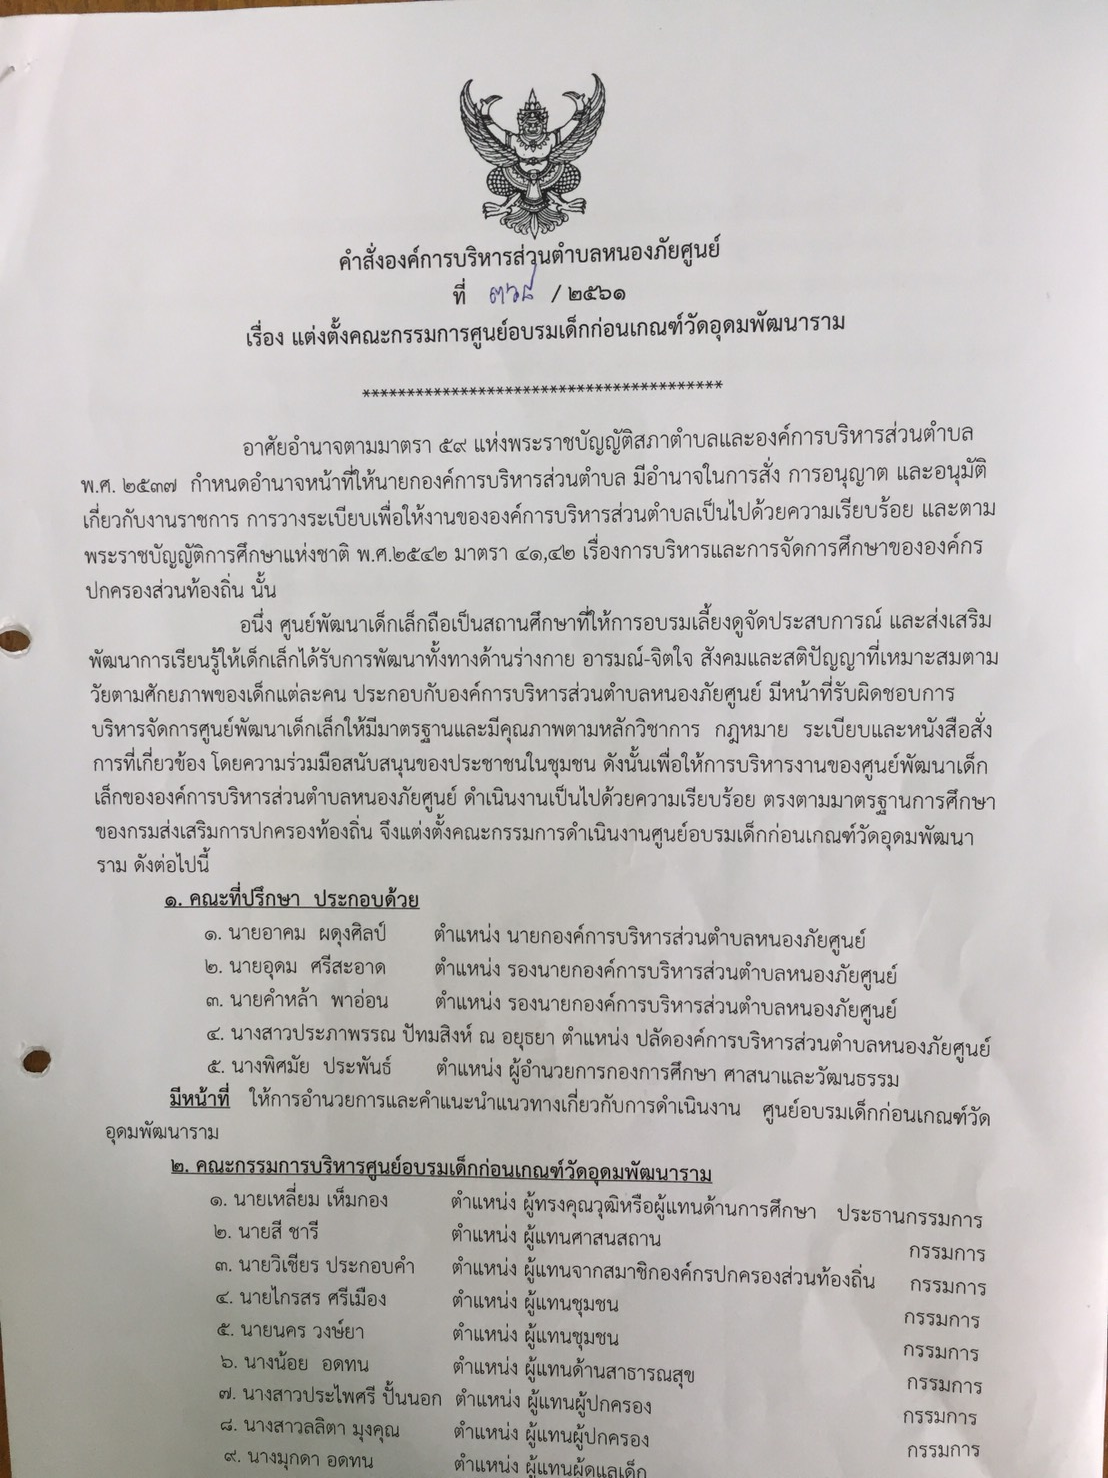 คำสั่งองค์การบริหารส่วนตำบลหนองภัยศูนย์
ที่ ๓๖๘ / ๒๕๖๑
เรื่อง แต่งตั้งคณะกรรมการศูนย์อบรมเด็กก่อนเกณฑ์วัดอุดมพัฒนาราม
****************************************
อาศัยอำนาจตามมาตรา ๕๙ แห่งพระราชบัญญัติสภาตำบลและองค์การบริหารส่วนตำบล
พ.ศ. ๒๕๓๗ กำหนดอำนาจหน้าที่ให้นายกองค์การบริหารส่วนตำบล มีอำนาจในการสั่ง การอนุญาต และอนุมัติ
เกี่ยวกับงานราชการ การวางระเบียบเพื่อให้งานขององค์การบริหารส่วนตำบลเป็นไปด้วยความเรียบร้อย และตาม
พระราชบัญญัติการศึกษาแห่งชาติ พ.ศ.๒๕๔๒ มาตรา ๔๑,๔๒ เรื่องการบริหารและการจัดการศึกษาขององค์กร
ปกครองส่วนท้องถิ่น นั้น
อนึ่ง ศูนย์พัฒนาเด็กเล็กถือเป็นสถานศึกษาที่ให้การอบรมเลี้ยงดูจัดประสบการณ์ และส่งเสริม
พัฒนาการเรียนรู้ให้เด็กเล็กได้รับการพัฒนาทั้งทางด้านร่างกาย อารมณ์-จิตใจ สังคมและสติปัญญาที่เหมาะสมตาม
วัยตามศักยภาพของเด็กแต่ละคน ประกอบกับองค์การบริหารส่วนตำบลหนองภัยศูนย์ มีหน้าที่รับผิดชอบการ
บริหารจัดการศูนย์พัฒนาเด็กเล็กให้มีมาตรฐานและมีคุณภาพตามหลักวิชาการ กฎหมาย ระเบียบและหนังสือสั่ง
การที่เกี่ยวข้อง โดยความร่วมมือสนับสนุนของประชาชนในชุมชน ดังนั้นเพื่อให้การบริหารงานของศูนย์พัฒนาเด็ก
เล็กขององค์การบริหารส่วนตำบลหนองภัยศูนย์ ดำเนินงานเป็นไปด้วยความเรียบร้อย ตรงตามมาตรฐานการศึกษา
ของกรมส่งเสริมการปกครองท้องถิ่น จึงแต่งตั้งคณะกรรมการดำเนินงานศูนย์อบรมเด็กก่อนเกณฑ์วัดอุดมพัฒนา
ราม ดังต่อไปนี้
๑. คณะที่ปรึกษา ประกอบด้วย
๑. นายอาคม ผดุงศิลป์ ตำแหน่ง นายกองค์การบริหารส่วนตำบลหนองภัยศูนย์
๒. นายอุดม ศรีสะอาด ตำแหน่ง รองนายกองค์การบริหารส่วนตำบลหนองภัยศูนย์
๓. นายคำหล้า พาอ่อน ตำแหน่ง รองนายกองค์การบริหารส่วนตำบลหนองภัยศูนย์
๔. นางสาวประภาพรรณ ปัทมสิงห์ ณ อยุธยา ตำแหน่ง ปลัดองค์การบริหารส่วนตำบลหนองภัยศูนย์
๕. นางพิศมัย ประพันธ์ ตำแหน่ง ผู้อำนวยการกองการศึกษา ศาสนาและวัฒนธรรม
มีหน้าที่ ให้การอำนวยการและคำแนะนำแนวทางเกี่ยวกับการดำเนินงาน ศูนย์อบรมเด็กก่อนเกณฑ์วัด
อุดมพัฒนาราม
๒. คณะกรรมการบริหารศูนย์อบรมเด็กก่อนเกณฑ์วัดอุดมพัฒนาราม
๑. นายเหลี่ยม เห็มกอง ตำแหน่ง ผู้ทรงคุณวุฒิหรือผู้แทนด้านการศึกษา ประธานกรรมการ
๒. นายสี ชารี ตำแหน่ง ผู้แทนศาสนสถาน กรรมการ
๓. นายวิเชียร ประกอบคำ ตำแหน่ง ผู้แทนจากสมาชิกองค์กรปกครองส่วนท้องถิ่น กรรมการ
๔. นายไกรสร ศรีเมือง ตำแหน่ง ผู้แทนชุมชน กรรมการ
๕. นายนคร วงษ์ยา ตำแหน่ง ผู้แทนชุมชน กรรมการ
๖. นางน้อย อดทน ตำแหน่ง ผู้แทนด้านสาธารณสุข กรรมการ
๗. นางสาวประไพศรี ปั้นนอก ตำแหน่ง ผู้แทนผู้ปกครอง กรรมการ
๘. นางสาวลลิตา มุงคุณ ตำแหน่ง ผู้แทนผู้ปกครอง กรรมการ
๙. นางมุกดา อดทน ตำแหน่ง ผู้แทนผู้ดูแลเด็ก